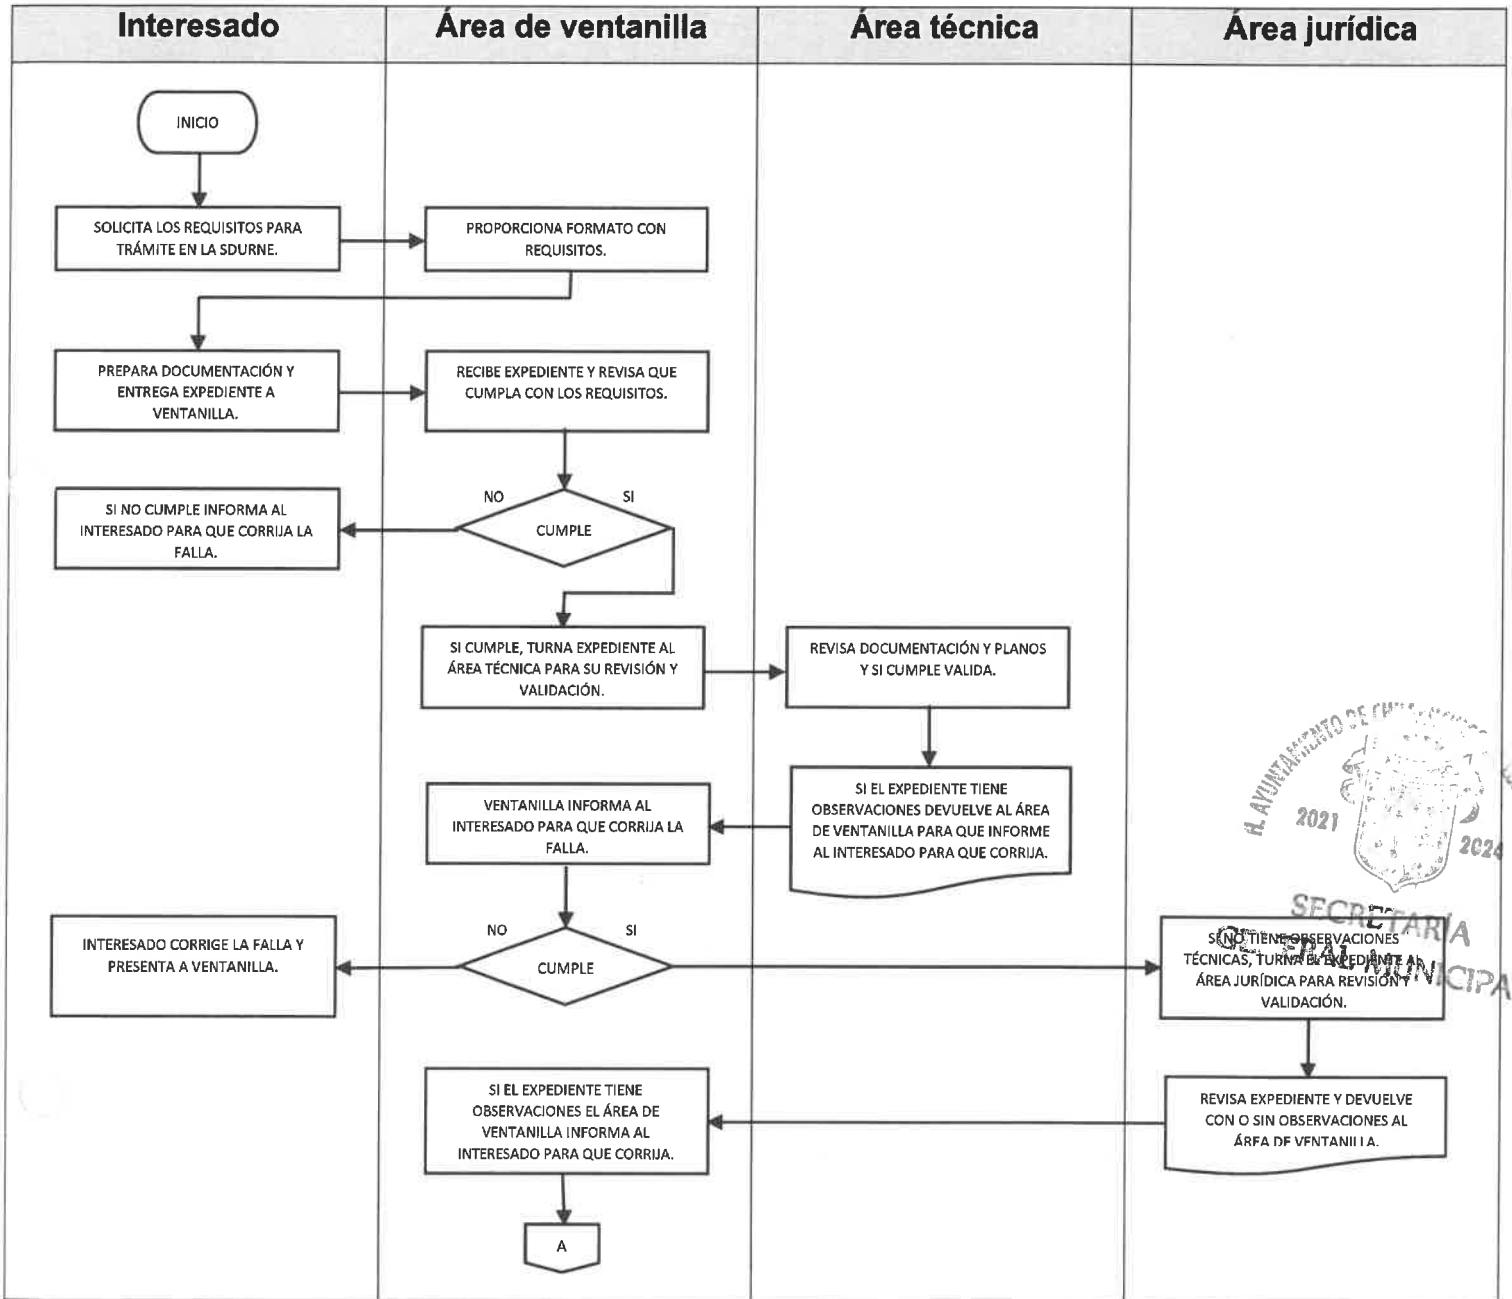 Interesado
Área de ventanilla
Área técnica
Área jurídica
INICIO
SOLICITA LOS REQUISITOS PARA
TRÁMITE EN LA SDURNE.
PROPORCIONA FORMATO CON
REQUISITOS.
PREPARA DOCUMENTACIÓN Y
ENTREGA EXPEDIENTE A
VENTANILLA.
RECIBE EXPEDIENTE Y REVISA QUE
CUMPLA CON LOS REQUISITOS.
NO
SI
CUMPLE
SI NO CUMPLE INFORMA AL
INTERESADO PARA QUE CORRIJA LA
FALLA.
SI CUMPLE, TURNA EXPEDIENTE AL
ÁREA TÉCNICA PARA SU REVISIÓN Y
VALIDACIÓN.
REVISA DOCUMENTACIÓN Y PLANOS
Y SI CUMPLE VALIDA.
SI EL EXPEDIENTE TIENE
OBSERVACIONES DEVUELVE AL ÁREA
DE VENTANILLA PARA QUE INFORME
AL INTERESADO PARA QUE CORRIJA.
VENTANILLA INFORMA AL
INTERESADO PARA QUE CORRIJA LA
FALLA.
NO
SI
CUMPLE
INTERESADO CORRIGE LA FALLA Y
PRESENTA A VENTANILLA.
H. AYUNTAMIENTO DE
2021
2024
SECRETARÍA
MUNICIPA
SI NO TIENE OBSERVACIONES
TÉCNICAS, TURNA EL EXPEDIENTE AL
ÁREA JURÍDICA PARA REVISIÓN Y
VALIDACIÓN.
REVISA EXPEDIENTE Y DEVUELVE
CON O SIN OBSERVACIONES AL
ÁREA DE VENTANILLA.
SI EL EXPEDIENTE TIENE
OBSERVACIONES EL ÁREA DE
VENTANILLA INFORMA AL
INTERESADO PARA QUE CORRIJA.
A